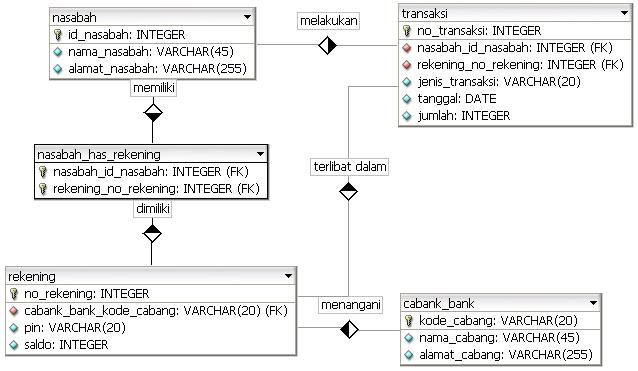 nasabah
id_nasabah: INTEGER
nama_nasabah: VARCHAR(45)
alamat_nasabah: VARCHAR(255)
melakukan
transaksi
no_transaksi: INTEGER
nasabah_id_nasabah: INTEGER (FK)
rekening_no_rekening: INTEGER (FK)
jenis_transaksi: VARCHAR(20)
tanggal: DATE
jumlah: INTEGER
memiliki
nasabah_has_rekening
nasabah_id_nasabah: INTEGER (FK)
rekening_no_rekening: INTEGER (FK)
terlibat dalam
dimiliki
rekening
no_rekening: INTEGER
cabank_bank_kode_cabang: VARCHAR(20) (FK)
pin: VARCHAR(20)
saldo: INTEGER
menangani
cabank_bank
kode_cabang: VARCHAR(20)
nama_cabang: VARCHAR(45)
alamat_cabang: VARCHAR(255)